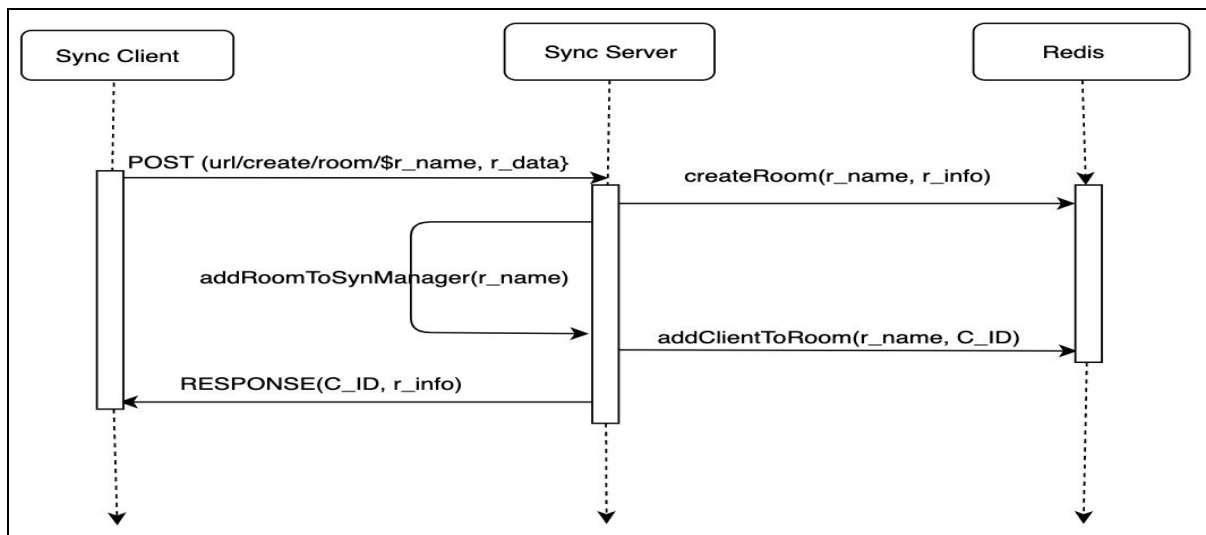 Sync Client
Sync Server
Redis
POST (url/create/room/$r_name, r_data}
createRoom(r_name, r_info)
addRoomToSynManager(r_name)
addClientToRoom(r_name, C_ID)
RESPONSE(C_ID, r_info)